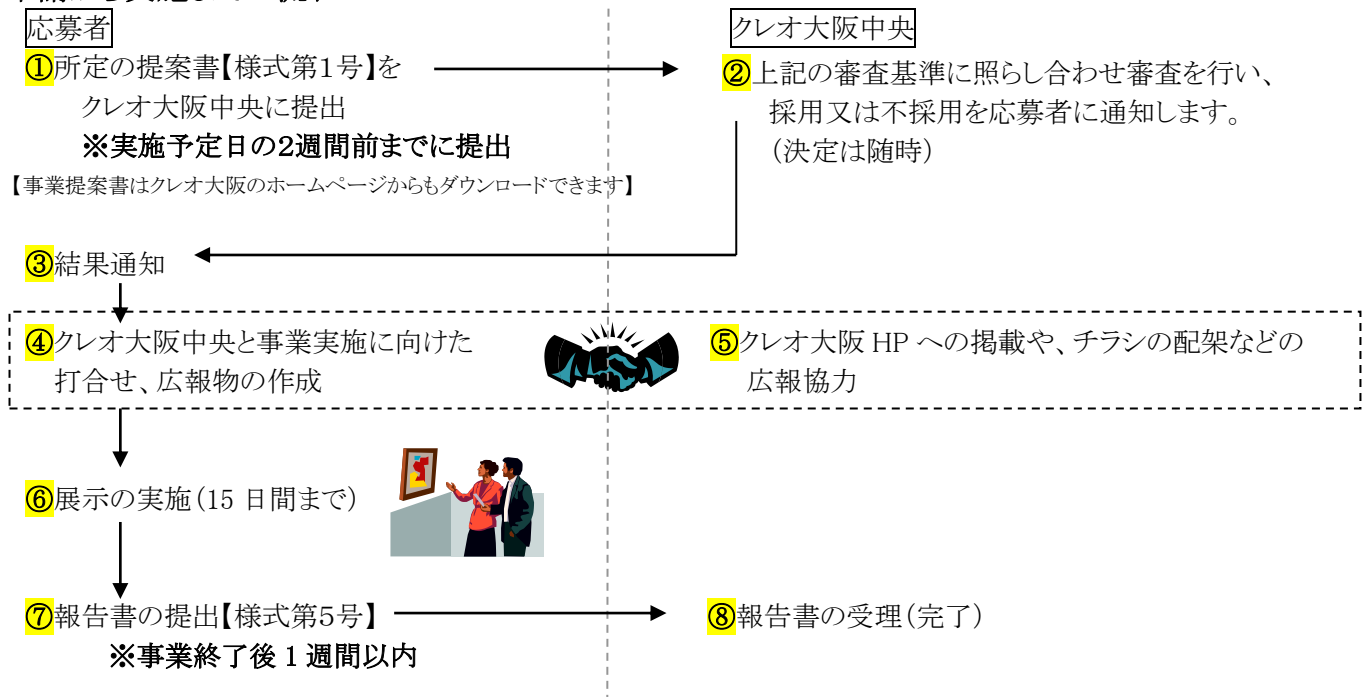 応募者
クレオ大阪中央
①所定の提案書【様式第1号】を
クレオ大阪中央に提出
※実施予定日の2週間前までに提出
【事業提案書はクレオ大阪のホームページからもダウンロードできます】
②上記の審査基準に照らし合わせ審査を行い、
採用又は不採用を応募者に通知します。
(決定は随時)
③結果通知
④クレオ大阪中央と事業実施に向けた
打合せ、広報物の作成
⑤クレオ大阪 HP への掲載や、チラシの配架などの
広報協力
⑥展示の実施(15 日間まで)
⑦報告書の提出【様式第5号】
※事業終了後 1 週間以内
⑧報告書の受理(完了)